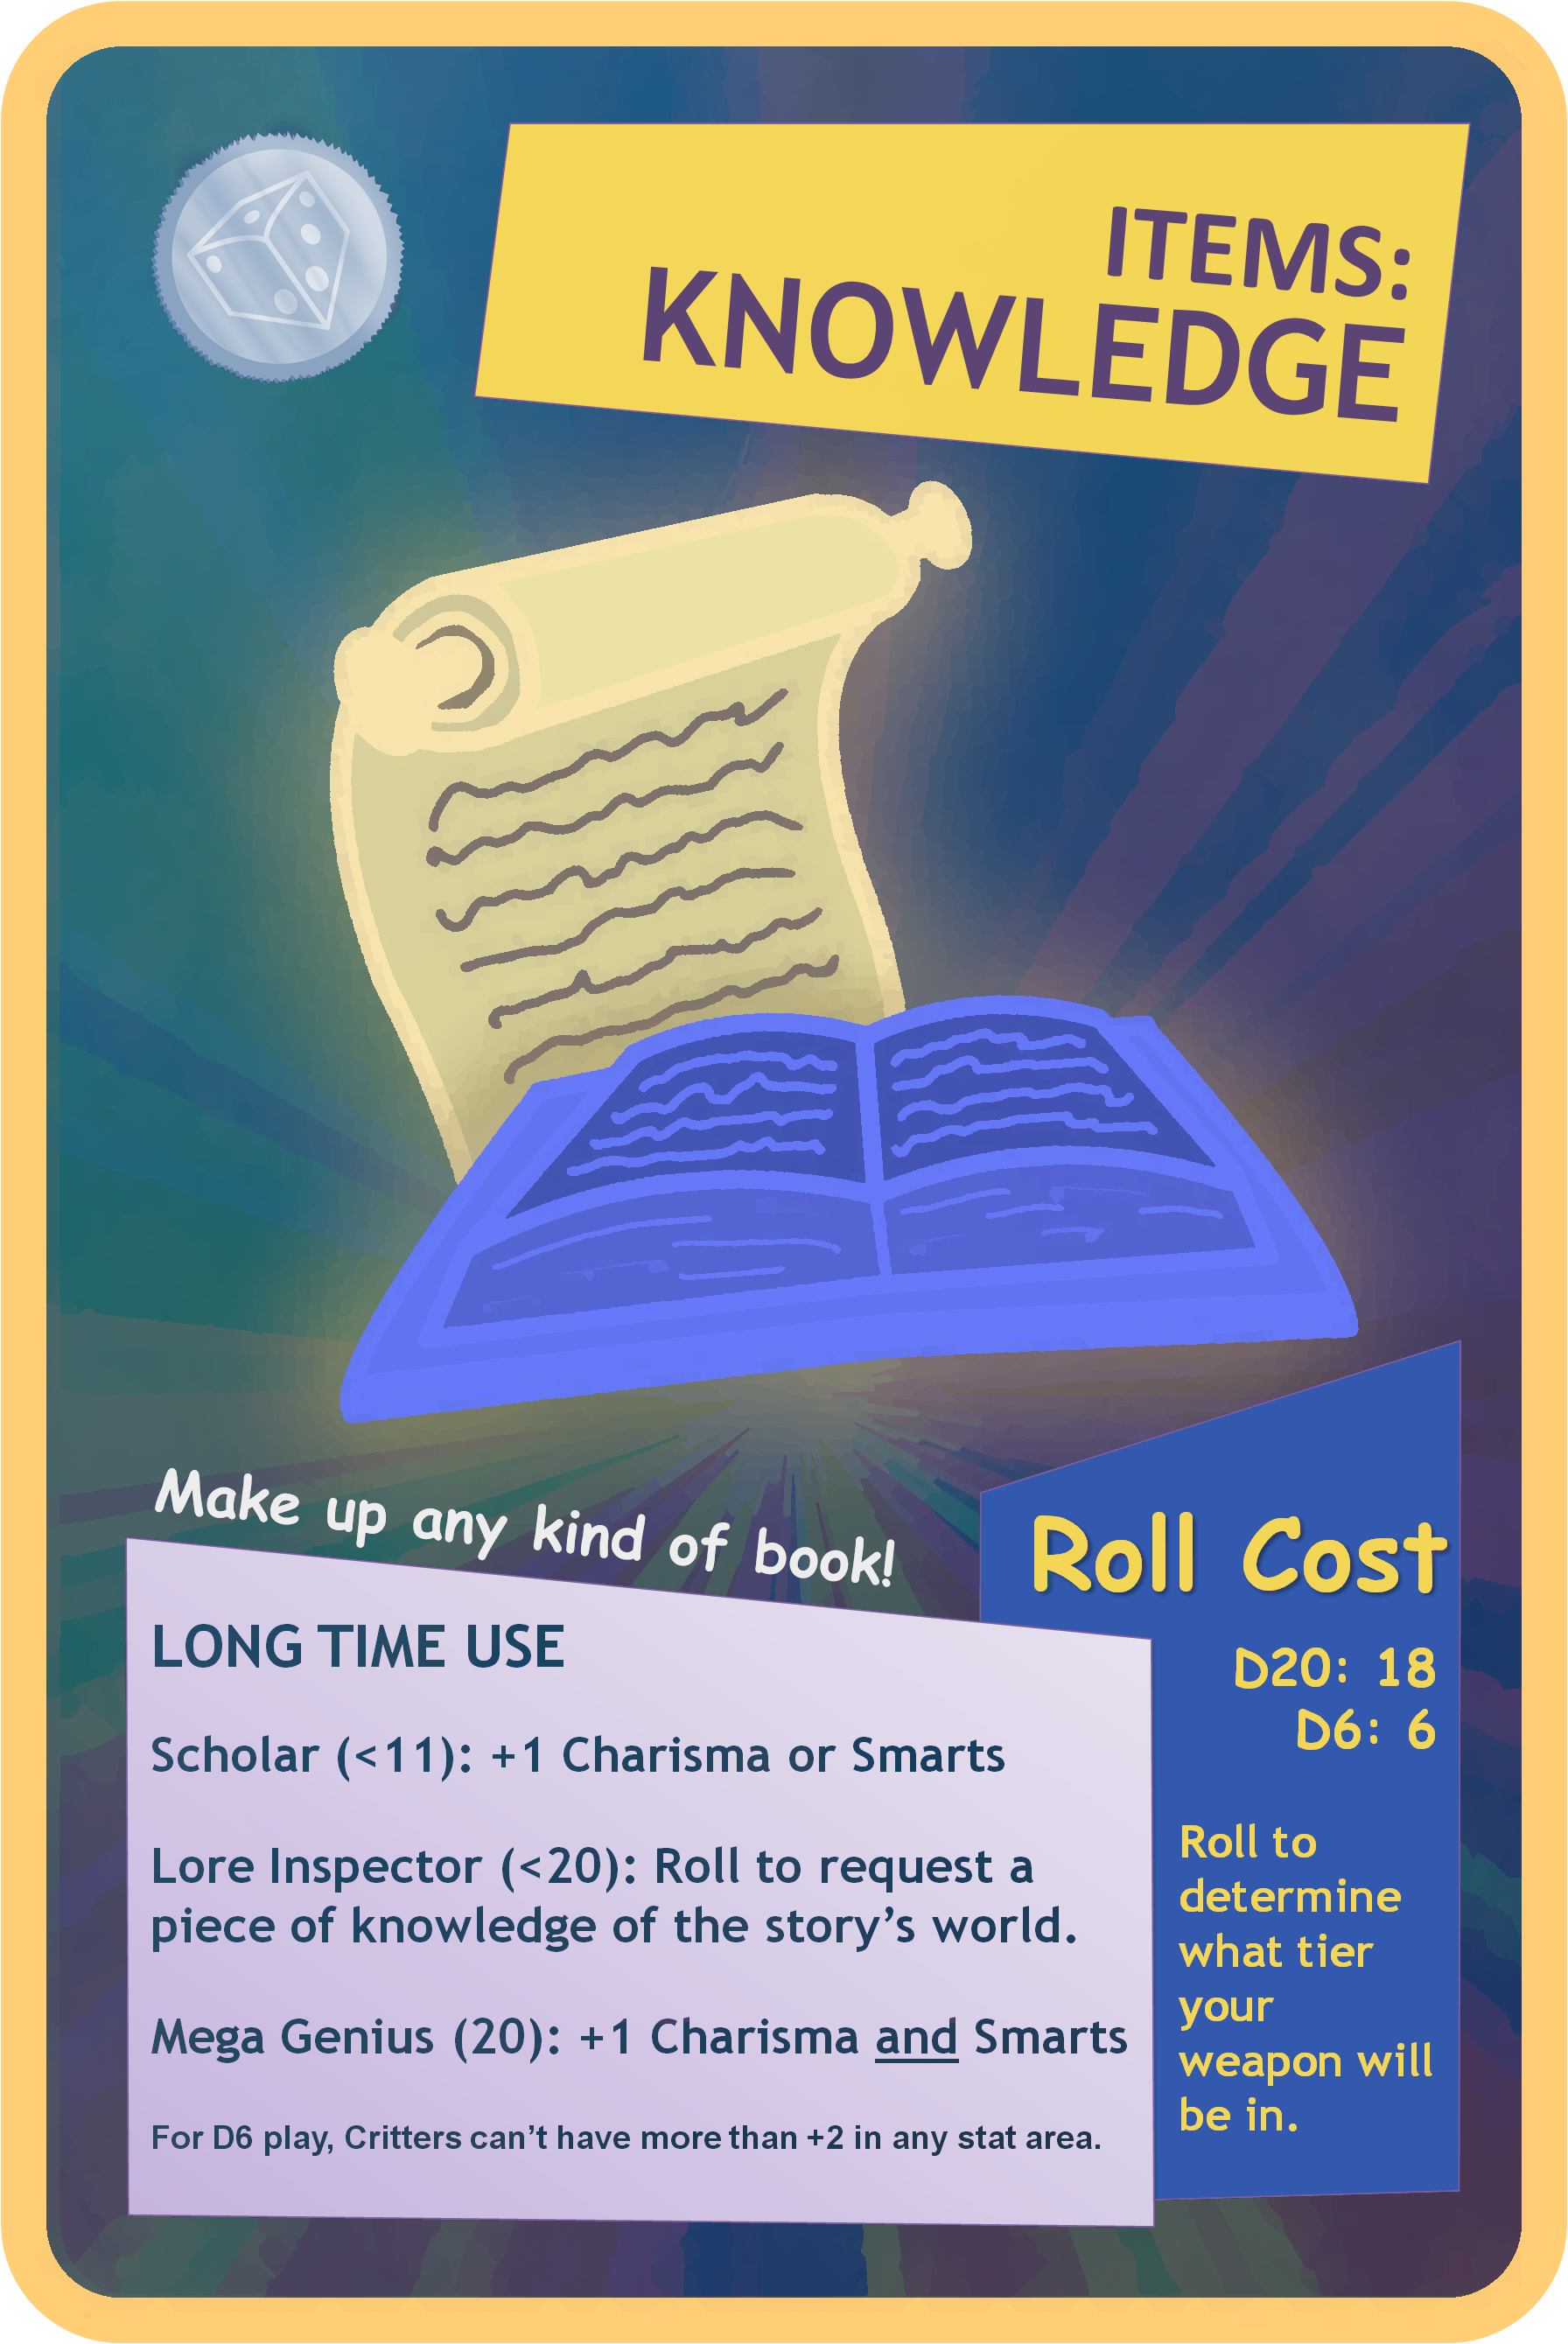 ITEMS:
KNOWLEDGE
Make up any kind of book!
LONG TIME USE
Scholar (<11): +1 Charisma or Smarts
Lore Inspector (<20): Roll to request a
piece of knowledge of the story’s world.
Mega Genius (20): +1 Charisma and Smarts
For D6 play, Critters can’t have more than +2 in any stat area.
Roll Cost
D20: 18
D6: 6
Roll to
determine
what tier
your
weapon will
be in.